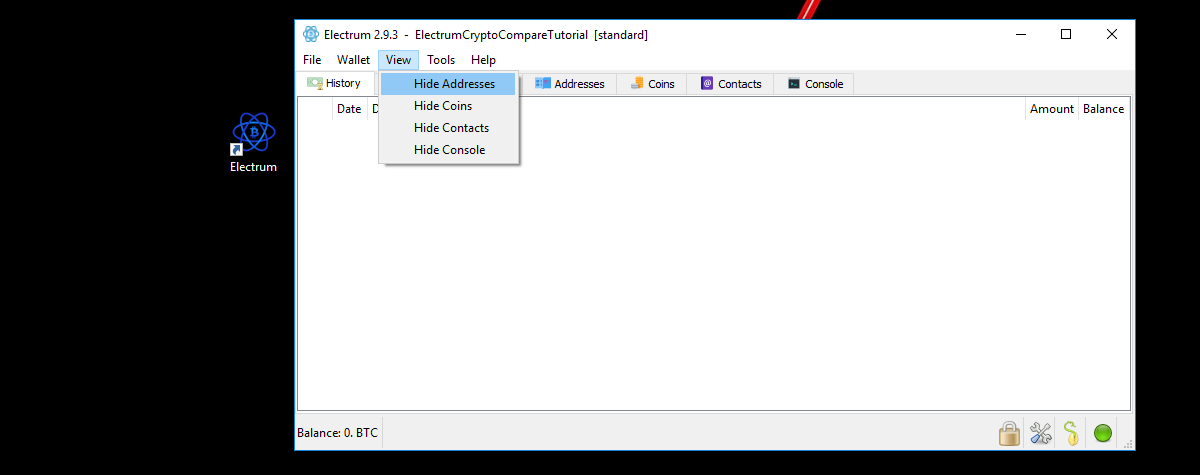 Electrum 2.9.3 - ElectrumCryptoCompareTutorial [standard]
File Wallet View Tools Help
History Addresses Coins Contacts Console
Hide Addresses
Hide Coins
Hide Contacts
Hide Console
Date Amount Balance
Electrum
Balance: 0. BTC